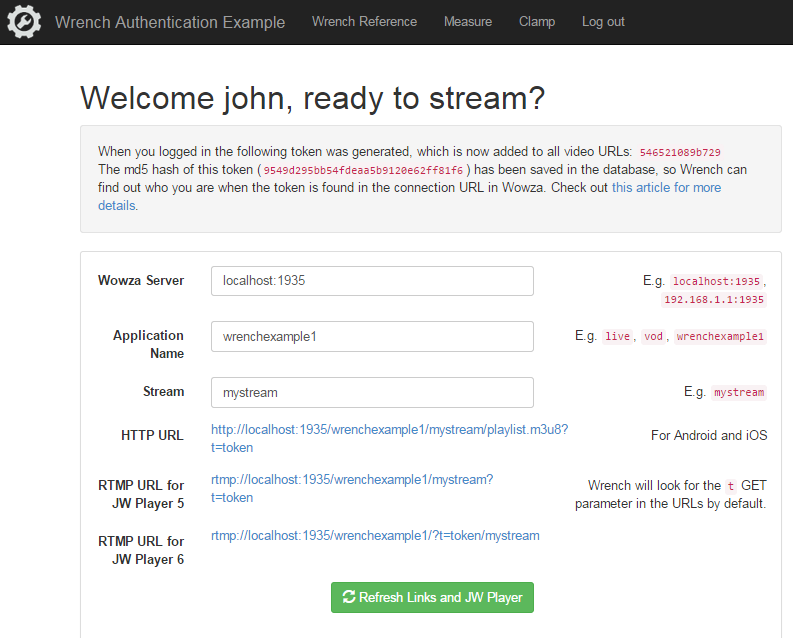 Wrench Authentication Example Wrench Reference Measure Clamp Log out
Welcome john, ready to stream?
When you logged in the following token was generated, which is now added to all video URLs: 546521089b729
The md5 hash of this token (9549d295bb54fdeaa5b9120e62ff81f6) has been saved in the database, so Wrench can
find out who you are when the token is found in the connection URL in Wowza. Check out this article for more
details.
Wowza Server localhost:1935 E.g. localhost:1935,
192.168.1.1:1935
Application wrenchexample1 E.g. live, vod, wrenchexample1
Name
Stream mystream E.g. mystream
HTTP URL http://localhost:1935/wrenchexample1/mystream/playlist.m3u8? For Android and iOS
t=token
RTMP URL for rtmp://localhost:1935/wrenchexample1/mystream? Wrench will look for the t GET
JW Player 5 t=token parameter in the URLs by default.
RTMP URL for rtmp://localhost:1935/wrenchexample1/?t=token/mystream
JW Player 6
Refresh Links and JW Player